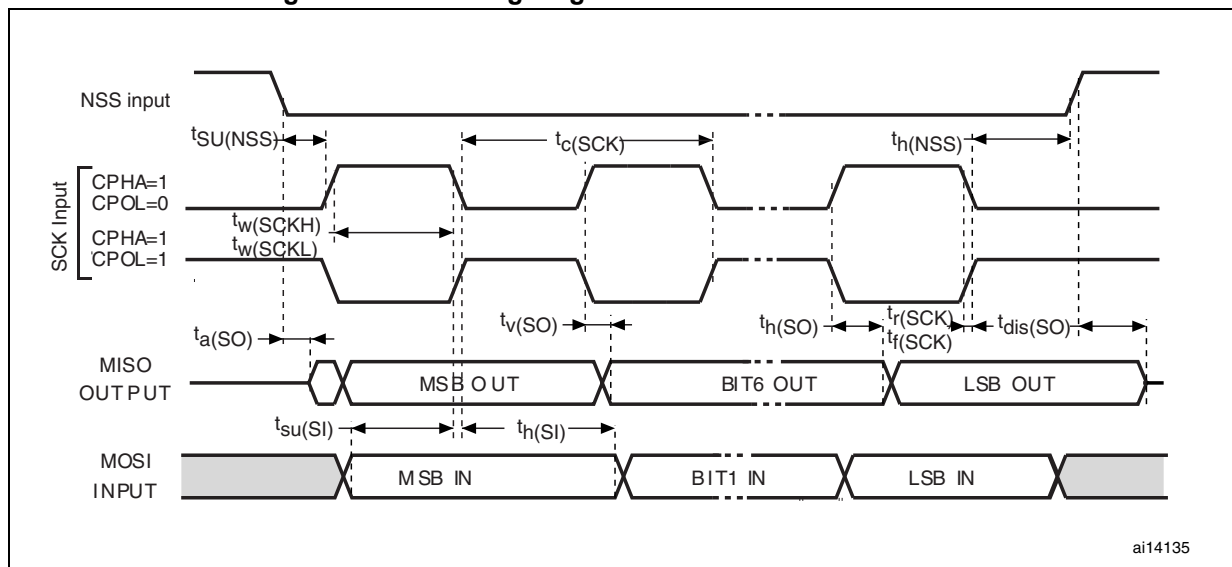 NSS input
tSU(NSS)
tc(SCK)
th(NSS)
SCK Input
CPHA=1
CPOL=0
tw(SCKH)
CPHA=1
tw(SCKL)
CPOL=1
ta(SO)
tv(SO)
th(SO)
tr(SCK)
tf(SCK)
tdis(SO)
MISO
OUTPUT
MSB OUT
BIT6 OUT
LSB OUT
tsu(SI)
th(SI)
MOSI
INPUT
MSB IN
BIT1 IN
LSB IN
ai14135